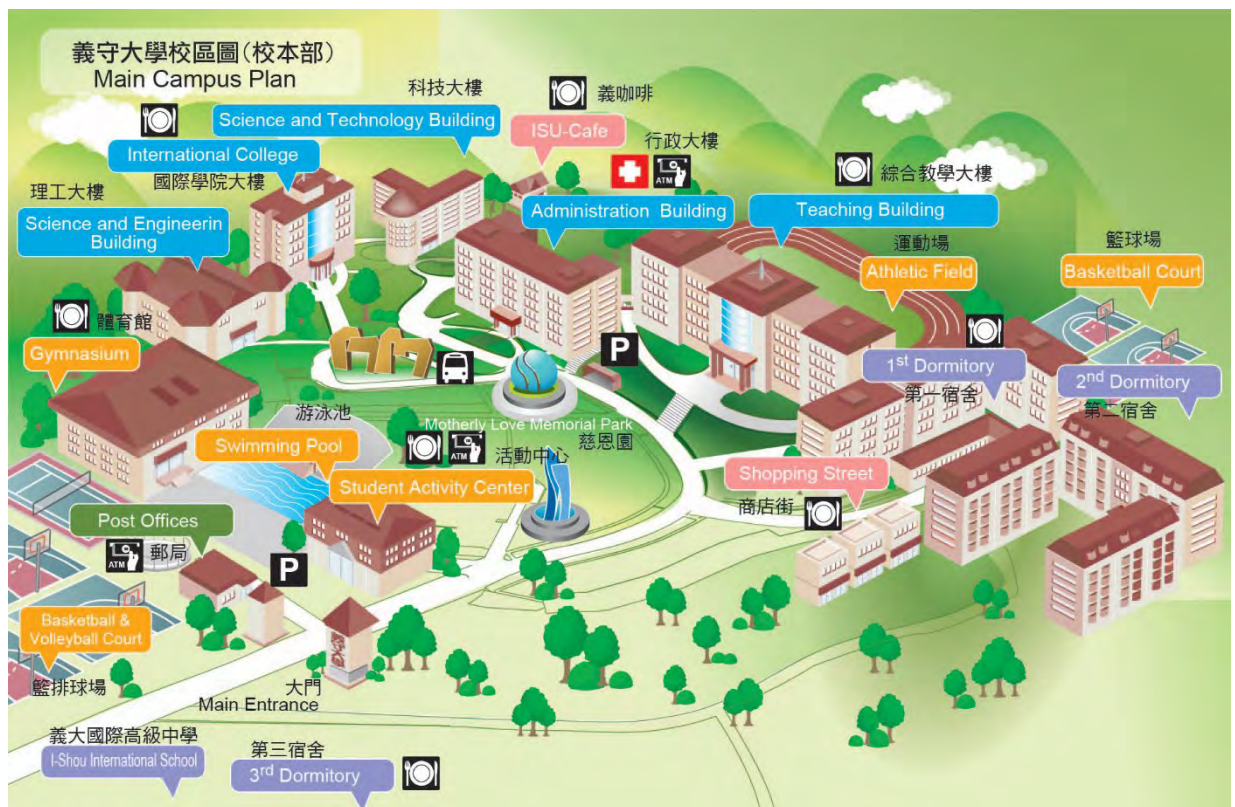 義守大學校區圖(校本部)
Main Campus Plan
科技大樓
Science and Technology Building
義咖啡
ISU-Cafe
行政大樓
ATM
Administration Building
綜合教學大樓
Teaching Building
International College
國際學院大樓
理工大樓
Science and Engineerin
Building
運動場
Athletic Field
籃球場
Basketball Court
體育館
Gymnasium
P
1st Dormitory
第一宿舍
2nd Dormitory
第二宿舍
游泳池
Swimming Pool
Motherly Love Memorial Park
慈恩園
ATM
活動中心
Student Activity Center
Shopping Street
商店街
Post Offices
ATM
郵局
P
Basketball &
Volleyball Court
籃排球場
義守大學
大門
Main Entrance
義大國際高級中學
I-Shou International School
第三宿舍
3rd Dormitory